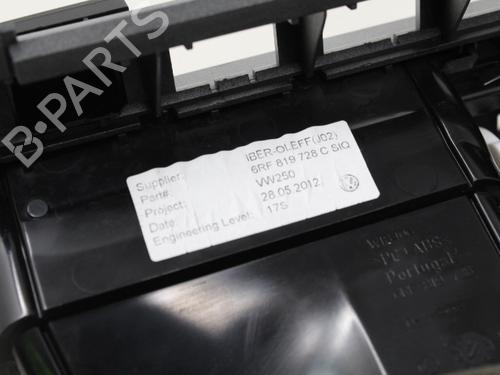 B-PARTS
Supplier: IBER-OLEFF(J02)
Part#: 6RF 819 728 C SIQ
Project: VW250
Date: 28.05.2012
Engineering Level: 17S
Portugal